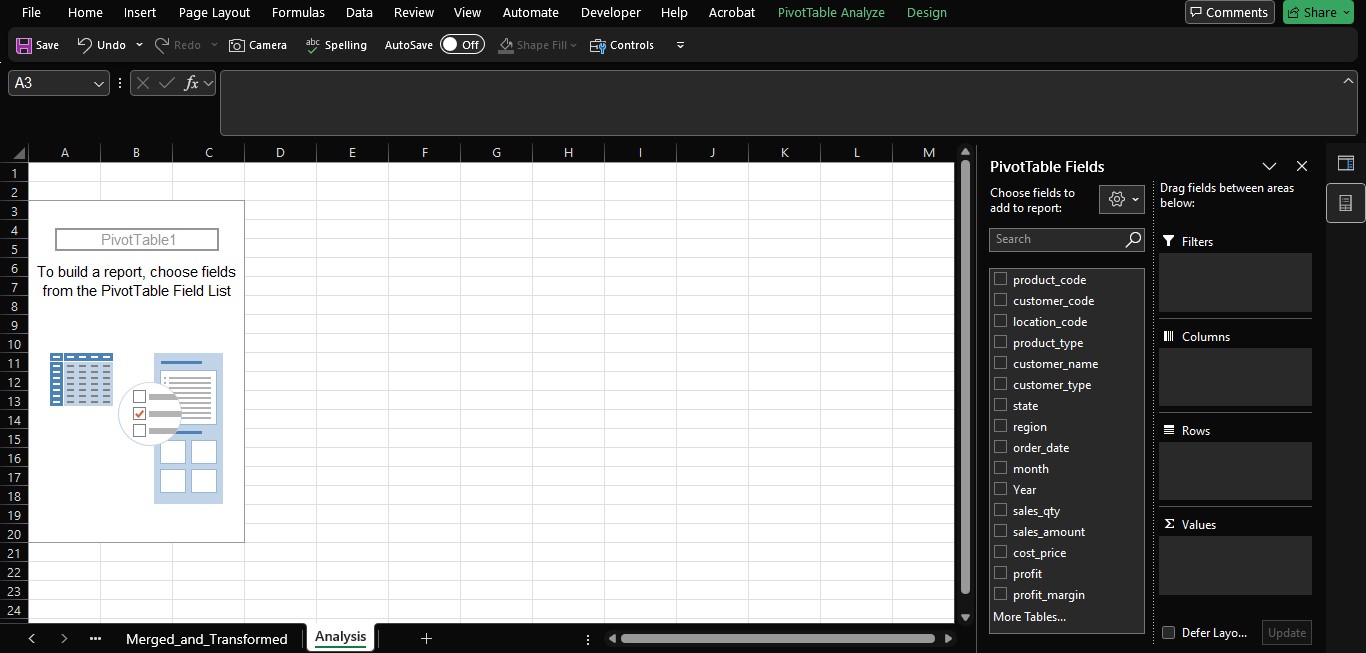 File Home Insert Page Layout Formulas Data Review View Automate Developer Help Acrobat PivotTable Analyze Design Comments Share
Save Undo Redo Camera abc Spelling AutoSave Off Shape Fill Controls
A3 fx
A B C D E F G H I J K L M
1
2
3
4
5
6
7
8
9
10
11
12
13
14
15
16
17
18
19
20
21
22
23
24
PivotTable1
To build a report, choose fields
from the PivotTable Field List
PivotTable Fields
Choose fields to
add to report:
Search
product_code
customer_code
location_code
product_type
customer_name
customer_type
state
region
order_date
month
Year
sales_qty
sales_amount
cost_price
profit
profit_margin
More Tables...
Drag fields between areas
below:
Filters
Columns
Rows
Σ Values
Defer Layo... Update
... Merged_and_Transformed Analysis +